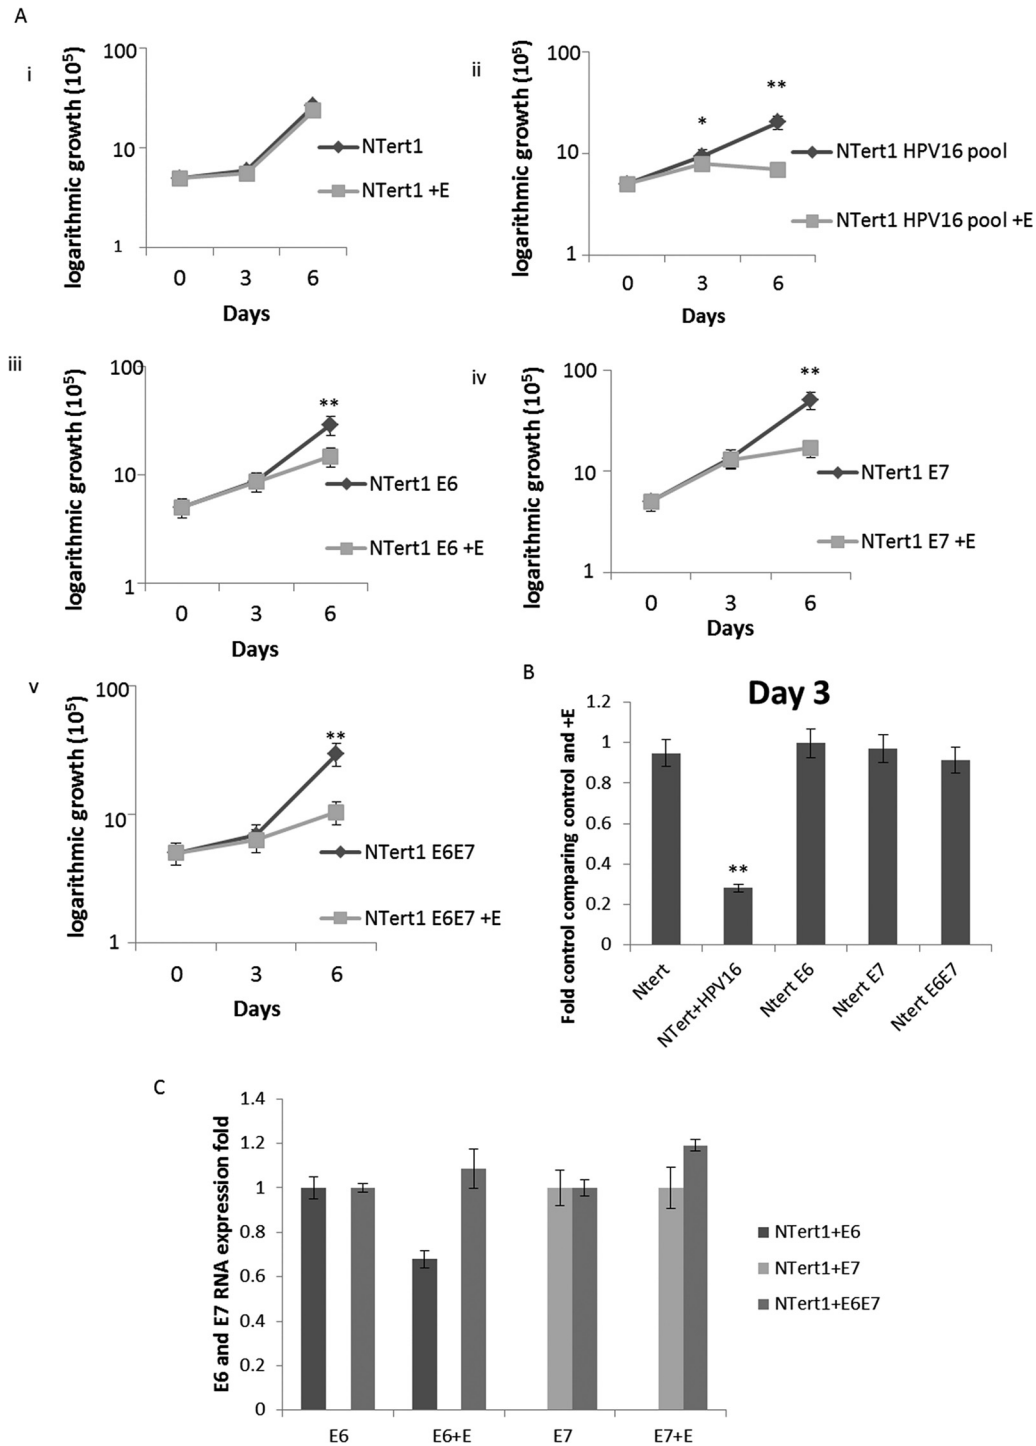 A
i
logarithmic growth (10⁵)
100
10
1
0 3 6
Days
NTert1
NTert1 +E
ii
logarithmic growth (10⁵)
100
10
1
* **
0 3 6
Days
NTert1 HPV16 pool
NTert1 HPV16 pool +E
iii
logarithmic growth (10⁵)
100
10
1
**
0 3 6
Days
NTert1 E6
NTert1 E6 +E
iv
logarithmic growth (10⁵)
100
10
1
**
0 3 6
Days
NTert1 E7
NTert1 E7 +E
v
logarithmic growth (10⁵)
100
10
1
**
0 3 6
Days
NTert1 E6E7
NTert1 E6E7 +E
B
Day 3
Fold control comparing control and +E
1.2
1
0.8
0.6
0.4
0.2
0
**
Ntert
NTert+HPV16
Ntert E6
Ntert E7
Ntert E6E7
C
E6 and E7 RNA expression fold
1.4
1.2
1
0.8
0.6
0.4
0.2
0
E6 E6+E E7 E7+E
NTert1+E6
NTert1+E7
NTert1+E6E7